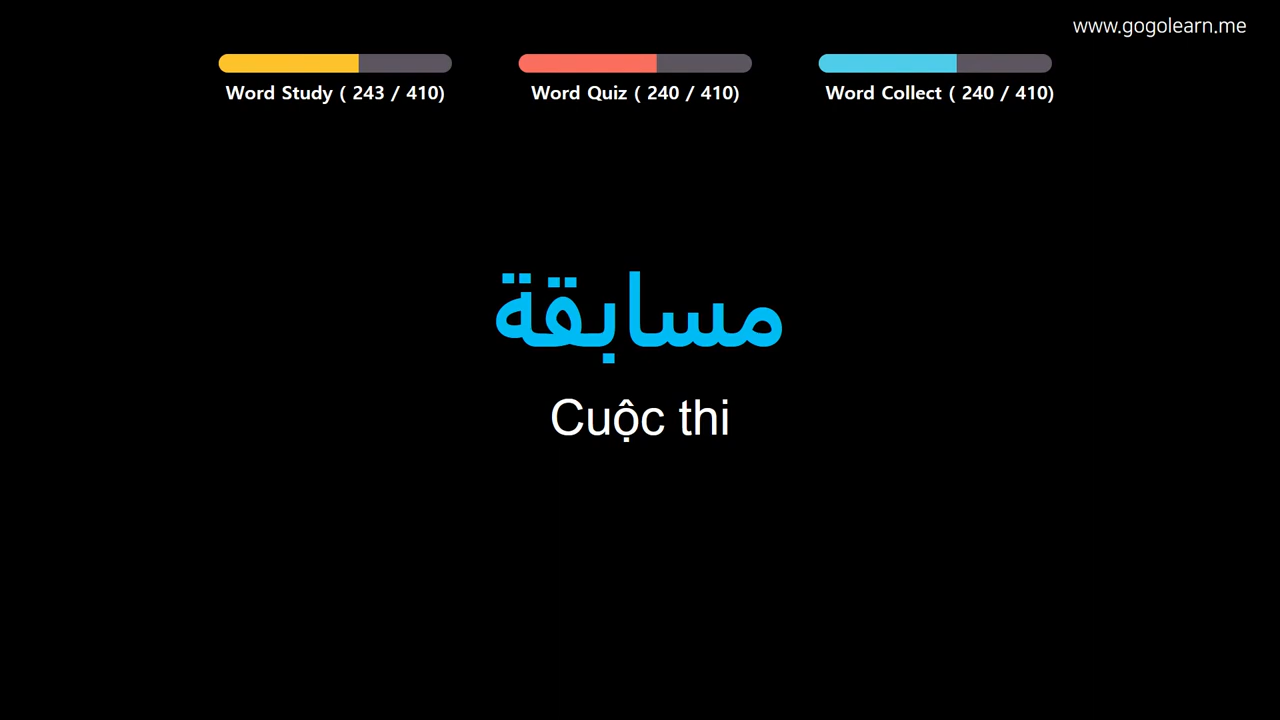 www.gogolearn.me
Word Study ( 243 / 410)
Word Quiz ( 240 / 410)
Word Collect ( 240 / 410)
مسابقة
Cuộc thi